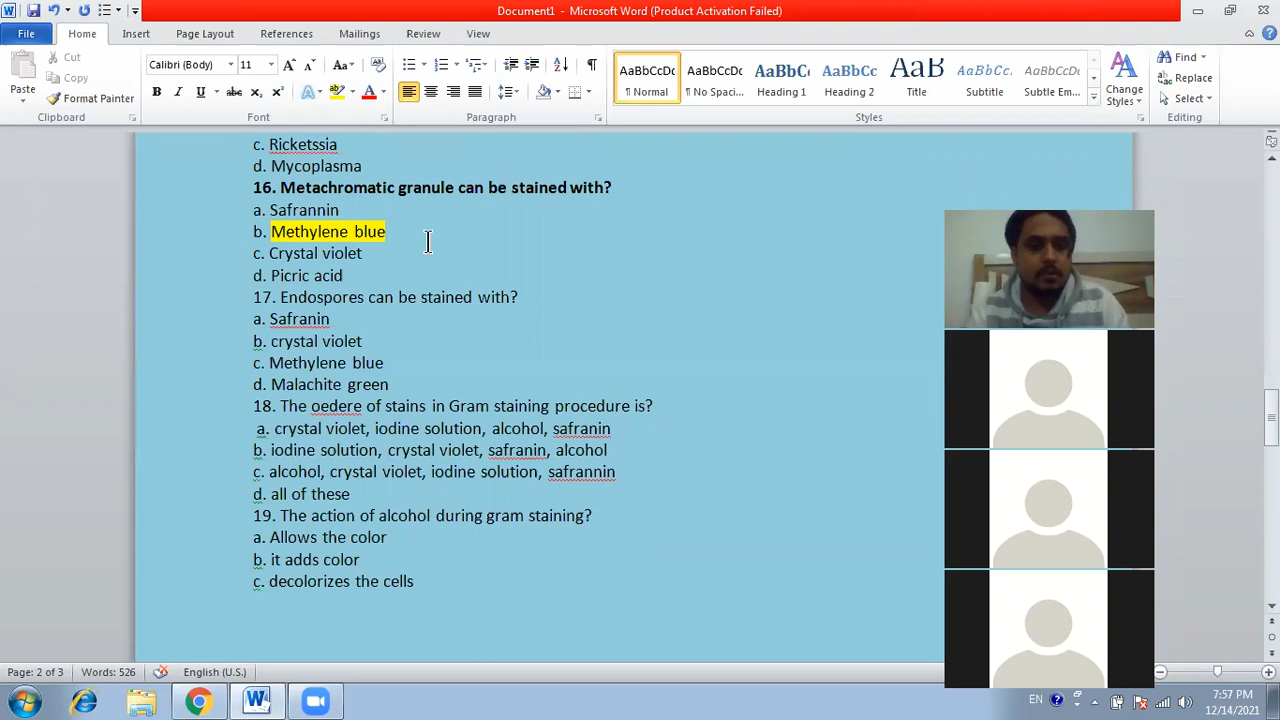 Document1 - Microsoft Word (Product Activation Failed)
File Home Insert Page Layout References Mailings Review View
Cut
Copy
Format Painter
Paste
Clipboard
Calibri (Body) 11
Font
Paragraph
AaBbCcDc AaBbCcDc AaBbC AaBbCc AaB AaBbCc. AaBbCcDc
¶ Normal ¶ No Spaci... Heading 1 Heading 2 Title Subtitle Subtle Em...
Change Styles
Styles
Find
Replace
Select
Editing
c. Ricketssia
d. Mycoplasma
16. Metachromatic granule can be stained with?
a. Safrannin
b. Methylene blue
c. Crystal violet
d. Picric acid
17. Endospores can be stained with?
a. Safranin
b. crystal violet
c. Methylene blue
d. Malachite green
18. The oedere of stains in Gram staining procedure is?
a. crystal violet, iodine solution, alcohol, safranin
b. iodine solution, crystal violet, safranin, alcohol
c. alcohol, crystal violet, iodine solution, safrannin
d. all of these
19. The action of alcohol during gram staining?
a. Allows the color
b. it adds color
c. decolorizes the cells
Page: 2 of 3 Words: 526 English (U.S.)
EN 7:57 PM
12/14/2021